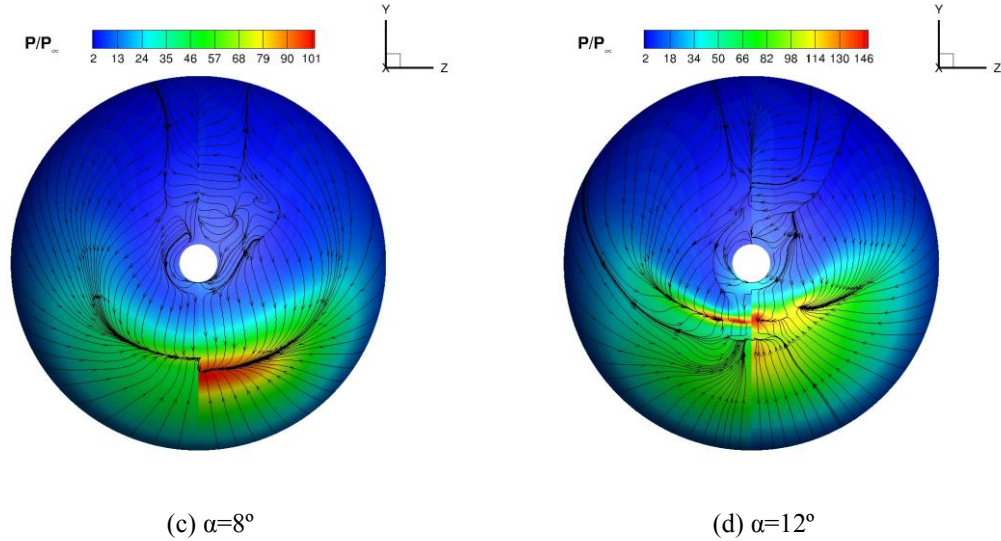 P/P∞ 2 13 24 35 46 57 68 79 90 101
Y
X Z
P/P∞ 2 18 34 50 66 82 98 114 130 146
Y
X Z
(c) α=8º
(d) α=12º